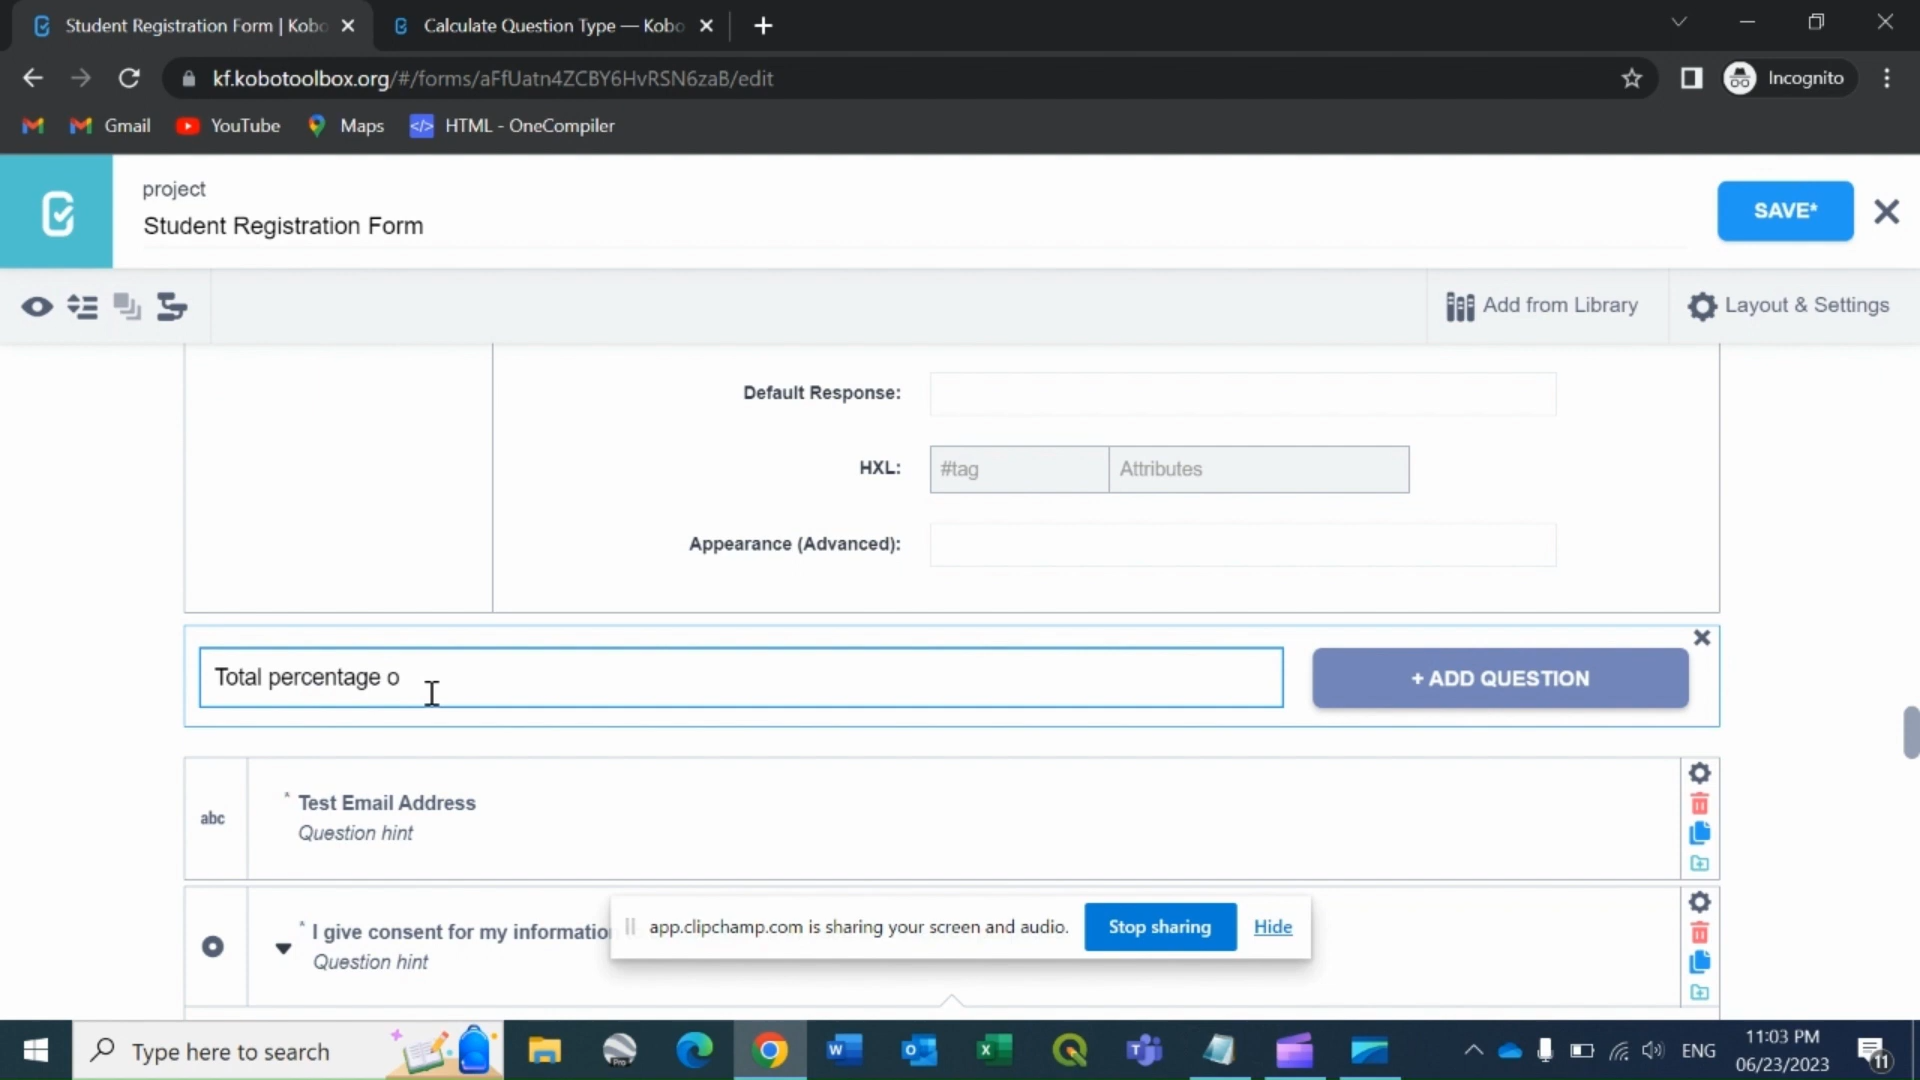 Student Registration Form | Kobo
Calculate Question Type — Kobo
kf.kobotoolbox.org/#/forms/aFfUatn4ZCBY6HvRSN6zaB/edit
Incognito
Gmail
YouTube
Maps
HTML - OneCompiler
project
Student Registration Form
SAVE*
Add from Library
Layout & Settings
Default Response:
HXL:
#tag
Attributes
Appearance (Advanced):
Total percentage o
+ ADD QUESTION
abc
* Test Email Address
Question hint
* I give consent for my informatio
Question hint
app.clipchamp.com is sharing your screen and audio.
Stop sharing
Hide
Type here to search
Pro
ENG
11:03 PM
06/23/2023
11